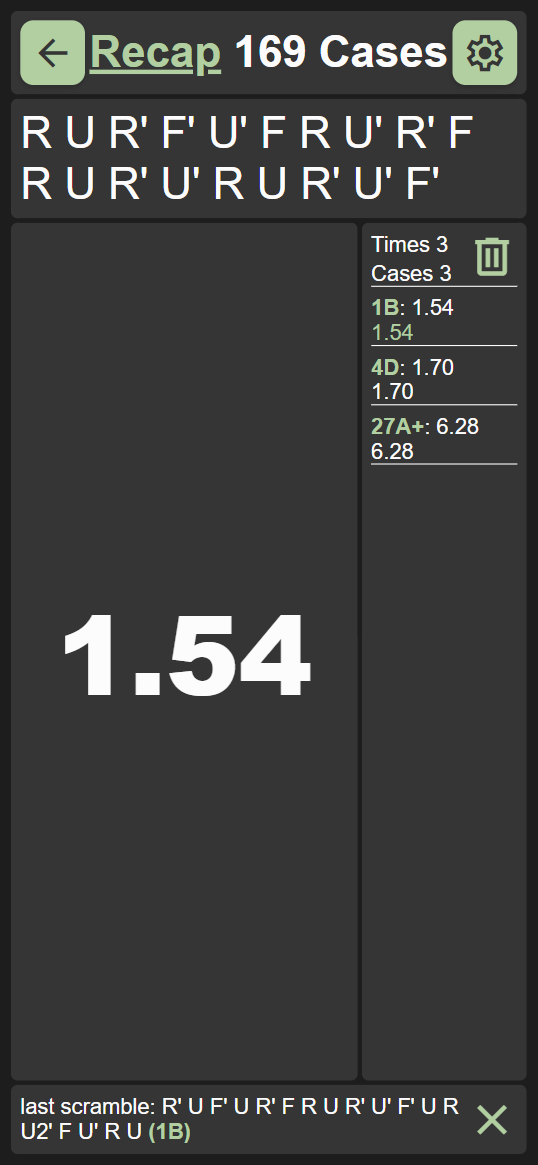 Recap 169 Cases
R U R' F' U' F R U' R' F
R U R' U' R U R' U' F'
Times 3
Cases 3
1B: 1.54
1.54
4D: 1.70
1.70
27A+: 6.28
6.28
1.54
last scramble: R' U F' U R' F R U R' U' F' U R
U2' F U' R U (1B)